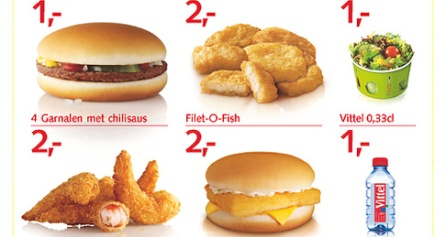 1,- 2,- 1,-
4 Garnalen met chilisaus Filet-O-Fish Vittel 0,33cl
2,- 2,- 1,-
Vittel